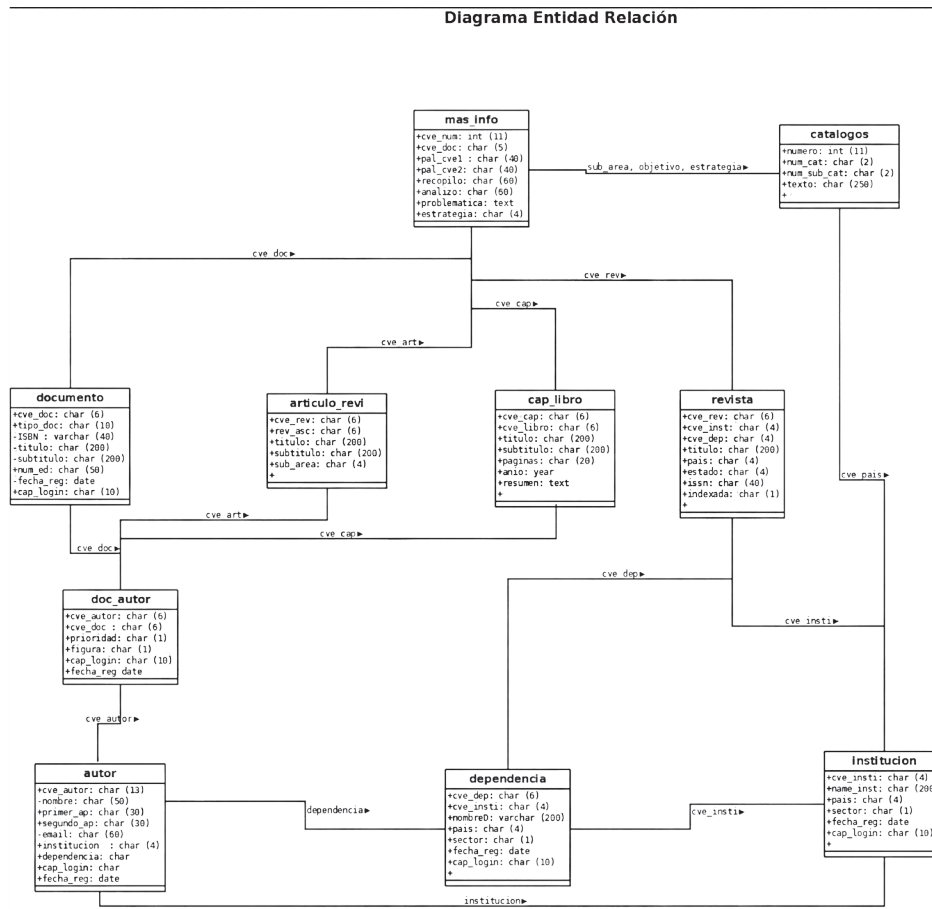 Diagrama Entidad Relación
mas_info
+cve_num: int (11)
+cve_doc: char (5)
+pal_cve1 : char (40)
+pal_cve2: char (40)
+recopilo: char (60)
+analizo: char (60)
+problematica: text
+estrategia: char (4)
sub_area, objetivo, estrategia►
catalogos
+numero: int (11)
+num_cat: char (2)
+num_sub_cat: char (2)
+texto: char (250)
+
cve_doc►
cve_rev►
cve_cap►
cve_art►
documento
+cve_doc: char (6)
+tipo_doc: char (10)
-ISBN : varchar (40)
-titulo: char (200)
-subtitulo: char (200)
+num_ed: char (50)
-fecha_reg: date
+cap_login: char (10)
articulo_revi
+cve_rev: char (6)
+rev_asc: char (6)
+titulo: char (200)
+subtitulo: char (200)
+sub_area: char (4)
+
cap_libro
+cve_cap: char (6)
+cve_libro: char (6)
+titulo: char (200)
+subtitulo: char (200)
+paginas: char (20)
+anio: year
+resumen: text
+
revista
+cve_rev: char (6)
+cve_inst: char (4)
+cve_dep: char (4)
+titulo: char (200)
+pais: char (4)
+estado: char (4)
+issn: char (40)
+indexada: char (1)
+
cve_pais►
cve_art►
cve_cap►
cve_doc►
cve_dep►
cve_insti►
doc_autor
+cve_autor: char (6)
+cve_doc : char (6)
+prioridad: char (1)
+figura: char (1)
+cap_login: char (10)
+fecha_reg date
cve_autor►
autor
+cve_autor: char (13)
-nombre: char (50)
+primer_ap: char (30)
+segundo_ap: char (30)
-email: char (60)
+institucion : char (4)
+dependencia: char
+cap_login: char
+fecha_reg: date
dependencia►
dependencia
+cve_dep: char (6)
+cve_insti: char (4)
+nombreD: varchar (200)
+pais: char (4)
+sector: char (1)
+fecha_reg: date
+cap_login: char (10)
+
cve_insti►
institucion
+cve_insti: char (4)
+name_inst: char (200
+pais: char (4)
+sector: char (1)
+fecha_reg: date
+cap_login: char (10)
+
institucion►